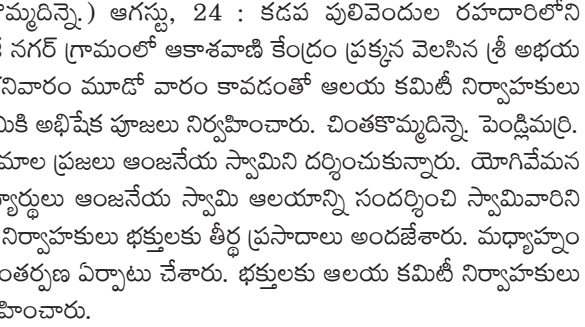 మ్మదిన్నె.) ఆగస్టు, 24 : కడప పులివెందుల రహదారిలోని
నగర్ గ్రామంలో ఆకాశవాణి కేంద్రం ప్రక్కన వెలసిన శ్రీ అభయ
నివారం మూడో వారం కావడంతో ఆలయ కమిటీ నిర్వాహకులు
మికి అభిషేక పూజలు నిర్వహించారు. చింతకొమ్మదిన్నె. పెండ్లిమర్రి.
మాల ప్రజలు ఆంజనేయ స్వామిని దర్శించుకున్నారు. యోగివేమన
్యార్థులు ఆంజనేయ స్వామి ఆలయాన్ని సందర్శించి స్వామివారిని
నిర్వాహకులు భక్తులకు తీర్థ ప్రసాదాలు అందజేశారు. మధ్యాహ్నం
ంతర్పణ ఏర్పాటు చేశారు. భక్తులకు ఆలయ కమిటీ నిర్వాహకులు
హించారు.